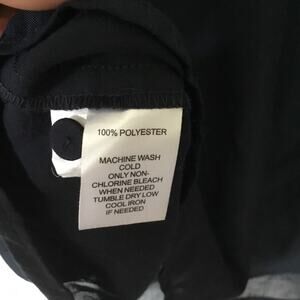 100% POLYESTER
MACHINE WASH
COLD
ONLY NON-
CHLORINE BLEACH
WHEN NEEDED
TUMBLE DRY LOW
COOL IRON
IF NEEDED